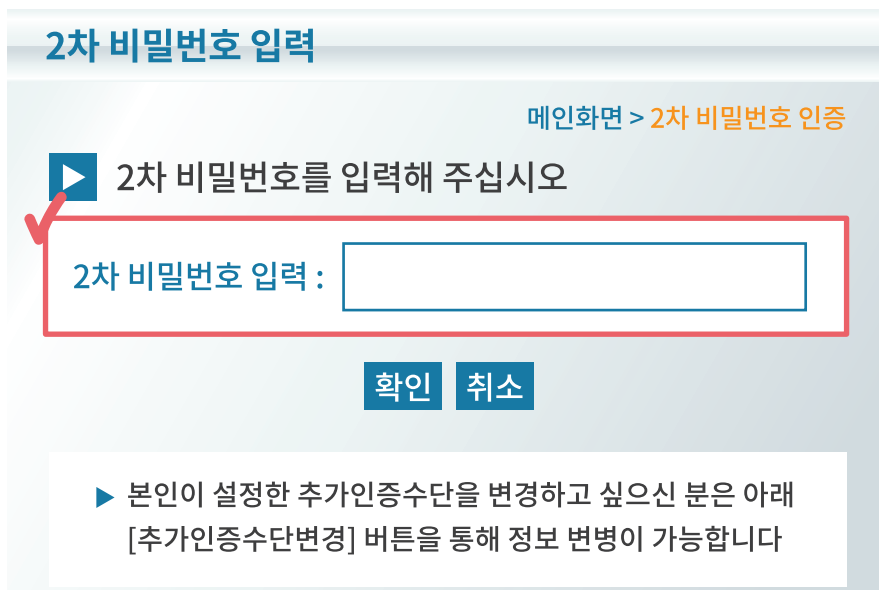 2차 비밀번호 입력
메인화면 > 2차 비밀번호 인증
2차 비밀번호를 입력해 주십시오
2차 비밀번호 입력 :
확인 취소
본인이 설정한 추가인증수단을 변경하고 싶으신 분은 아래
[추가인증수단변경] 버튼을 통해 정보 변병이 가능합니다